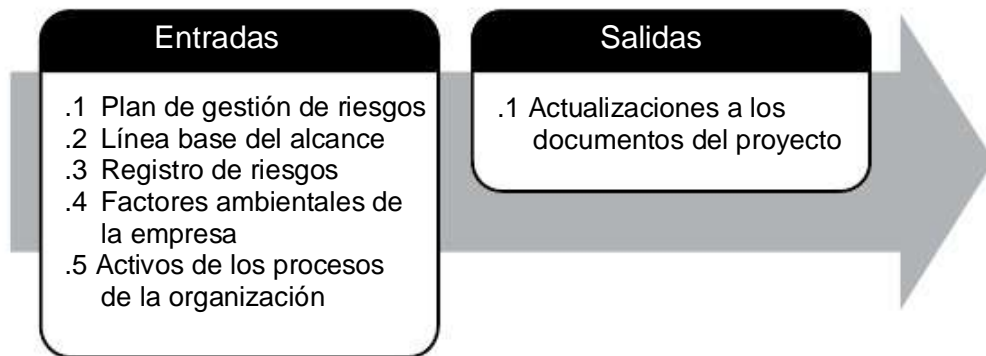 Entradas
.1 Plan de gestión de riesgos
.2 Línea base del alcance
.3 Registro de riesgos
.4 Factores ambientales de
la empresa
.5 Activos de los procesos
de la organización
Salidas
.1 Actualizaciones a los
documentos del proyecto